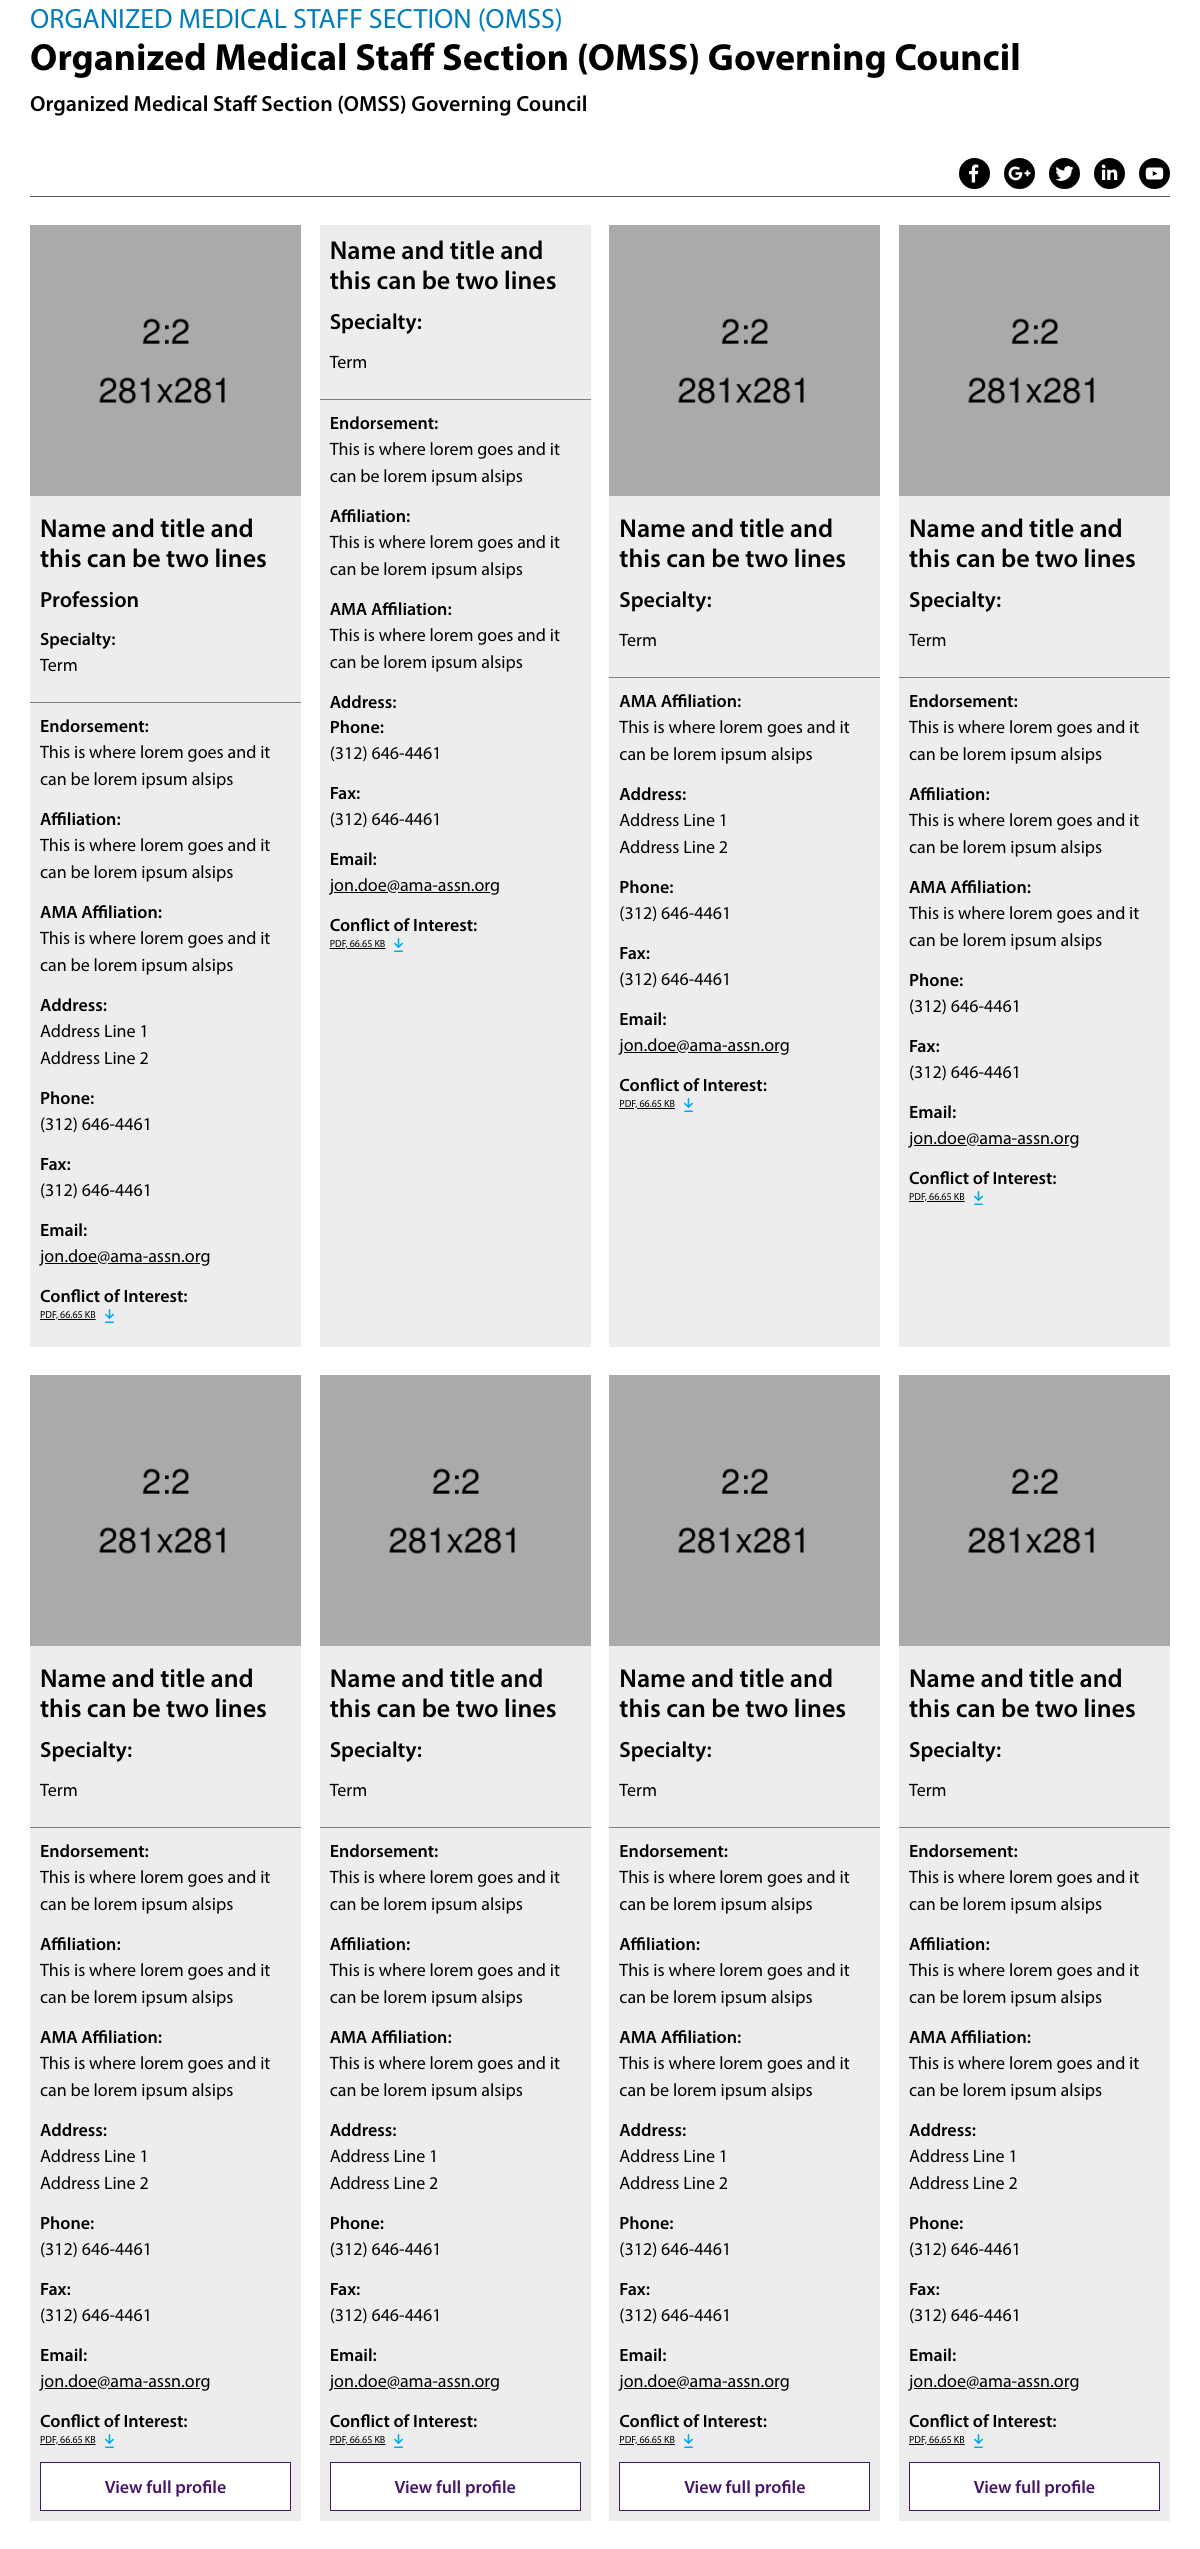 ORGANIZED MEDICAL STAFF SECTION (OMSS)
Organized Medical Staff Section (OMSS) Governing Council
Organized Medical Staff Section (OMSS) Governing Council
2:2
281x281
Name and title and
this can be two lines
Profession
Specialty:
Term
Endorsement:
This is where lorem goes and it
can be lorem ipsum alsips
Affiliation:
This is where lorem goes and it
can be lorem ipsum alsips
AMA Affiliation:
This is where lorem goes and it
can be lorem ipsum alsips
Address:
Address Line 1
Address Line 2
Phone:
(312) 646-4461
Fax:
(312) 646-4461
Email:
jon.doe@ama-assn.org
Conflict of Interest:
PDF, 66.65 KB
Name and title and
this can be two lines
Specialty:
Term
Endorsement:
This is where lorem goes and it
can be lorem ipsum alsips
Affiliation:
This is where lorem goes and it
can be lorem ipsum alsips
AMA Affiliation:
This is where lorem goes and it
can be lorem ipsum alsips
Address:
Phone:
(312) 646-4461
Fax:
(312) 646-4461
Email:
jon.doe@ama-assn.org
Conflict of Interest:
PDF, 66.65 KB
2:2
281x281
Name and title and
this can be two lines
Specialty:
Term
AMA Affiliation:
This is where lorem goes and it
can be lorem ipsum alsips
Address:
Address Line 1
Address Line 2
Phone:
(312) 646-4461
Fax:
(312) 646-4461
Email:
jon.doe@ama-assn.org
Conflict of Interest:
PDF, 66.65 KB
2:2
281x281
Name and title and
this can be two lines
Specialty:
Term
Endorsement:
This is where lorem goes and it
can be lorem ipsum alsips
Affiliation:
This is where lorem goes and it
can be lorem ipsum alsips
AMA Affiliation:
This is where lorem goes and it
can be lorem ipsum alsips
Phone:
(312) 646-4461
Fax:
(312) 646-4461
Email:
jon.doe@ama-assn.org
Conflict of Interest:
PDF, 66.65 KB
2:2
281x281
Name and title and
this can be two lines
Specialty:
Term
Endorsement:
This is where lorem goes and it
can be lorem ipsum alsips
Affiliation:
This is where lorem goes and it
can be lorem ipsum alsips
AMA Affiliation:
This is where lorem goes and it
can be lorem ipsum alsips
Address:
Address Line 1
Address Line 2
Phone:
(312) 646-4461
Fax:
(312) 646-4461
Email:
jon.doe@ama-assn.org
Conflict of Interest:
PDF, 66.65 KB
View full profile
2:2
281x281
Name and title and
this can be two lines
Specialty:
Term
Endorsement:
This is where lorem goes and it
can be lorem ipsum alsips
Affiliation:
This is where lorem goes and it
can be lorem ipsum alsips
AMA Affiliation:
This is where lorem goes and it
can be lorem ipsum alsips
Address:
Address Line 1
Address Line 2
Phone:
(312) 646-4461
Fax:
(312) 646-4461
Email:
jon.doe@ama-assn.org
Conflict of Interest:
PDF, 66.65 KB
View full profile
2:2
281x281
Name and title and
this can be two lines
Specialty:
Term
Endorsement:
This is where lorem goes and it
can be lorem ipsum alsips
Affiliation:
This is where lorem goes and it
can be lorem ipsum alsips
AMA Affiliation:
This is where lorem goes and it
can be lorem ipsum alsips
Address:
Address Line 1
Address Line 2
Phone:
(312) 646-4461
Fax:
(312) 646-4461
Email:
jon.doe@ama-assn.org
Conflict of Interest:
PDF, 66.65 KB
View full profile
2:2
281x281
Name and title and
this can be two lines
Specialty:
Term
Endorsement:
This is where lorem goes and it
can be lorem ipsum alsips
Affiliation:
This is where lorem goes and it
can be lorem ipsum alsips
AMA Affiliation:
This is where lorem goes and it
can be lorem ipsum alsips
Address:
Address Line 1
Address Line 2
Phone:
(312) 646-4461
Fax:
(312) 646-4461
Email:
jon.doe@ama-assn.org
Conflict of Interest:
PDF, 66.65 KB
View full profile